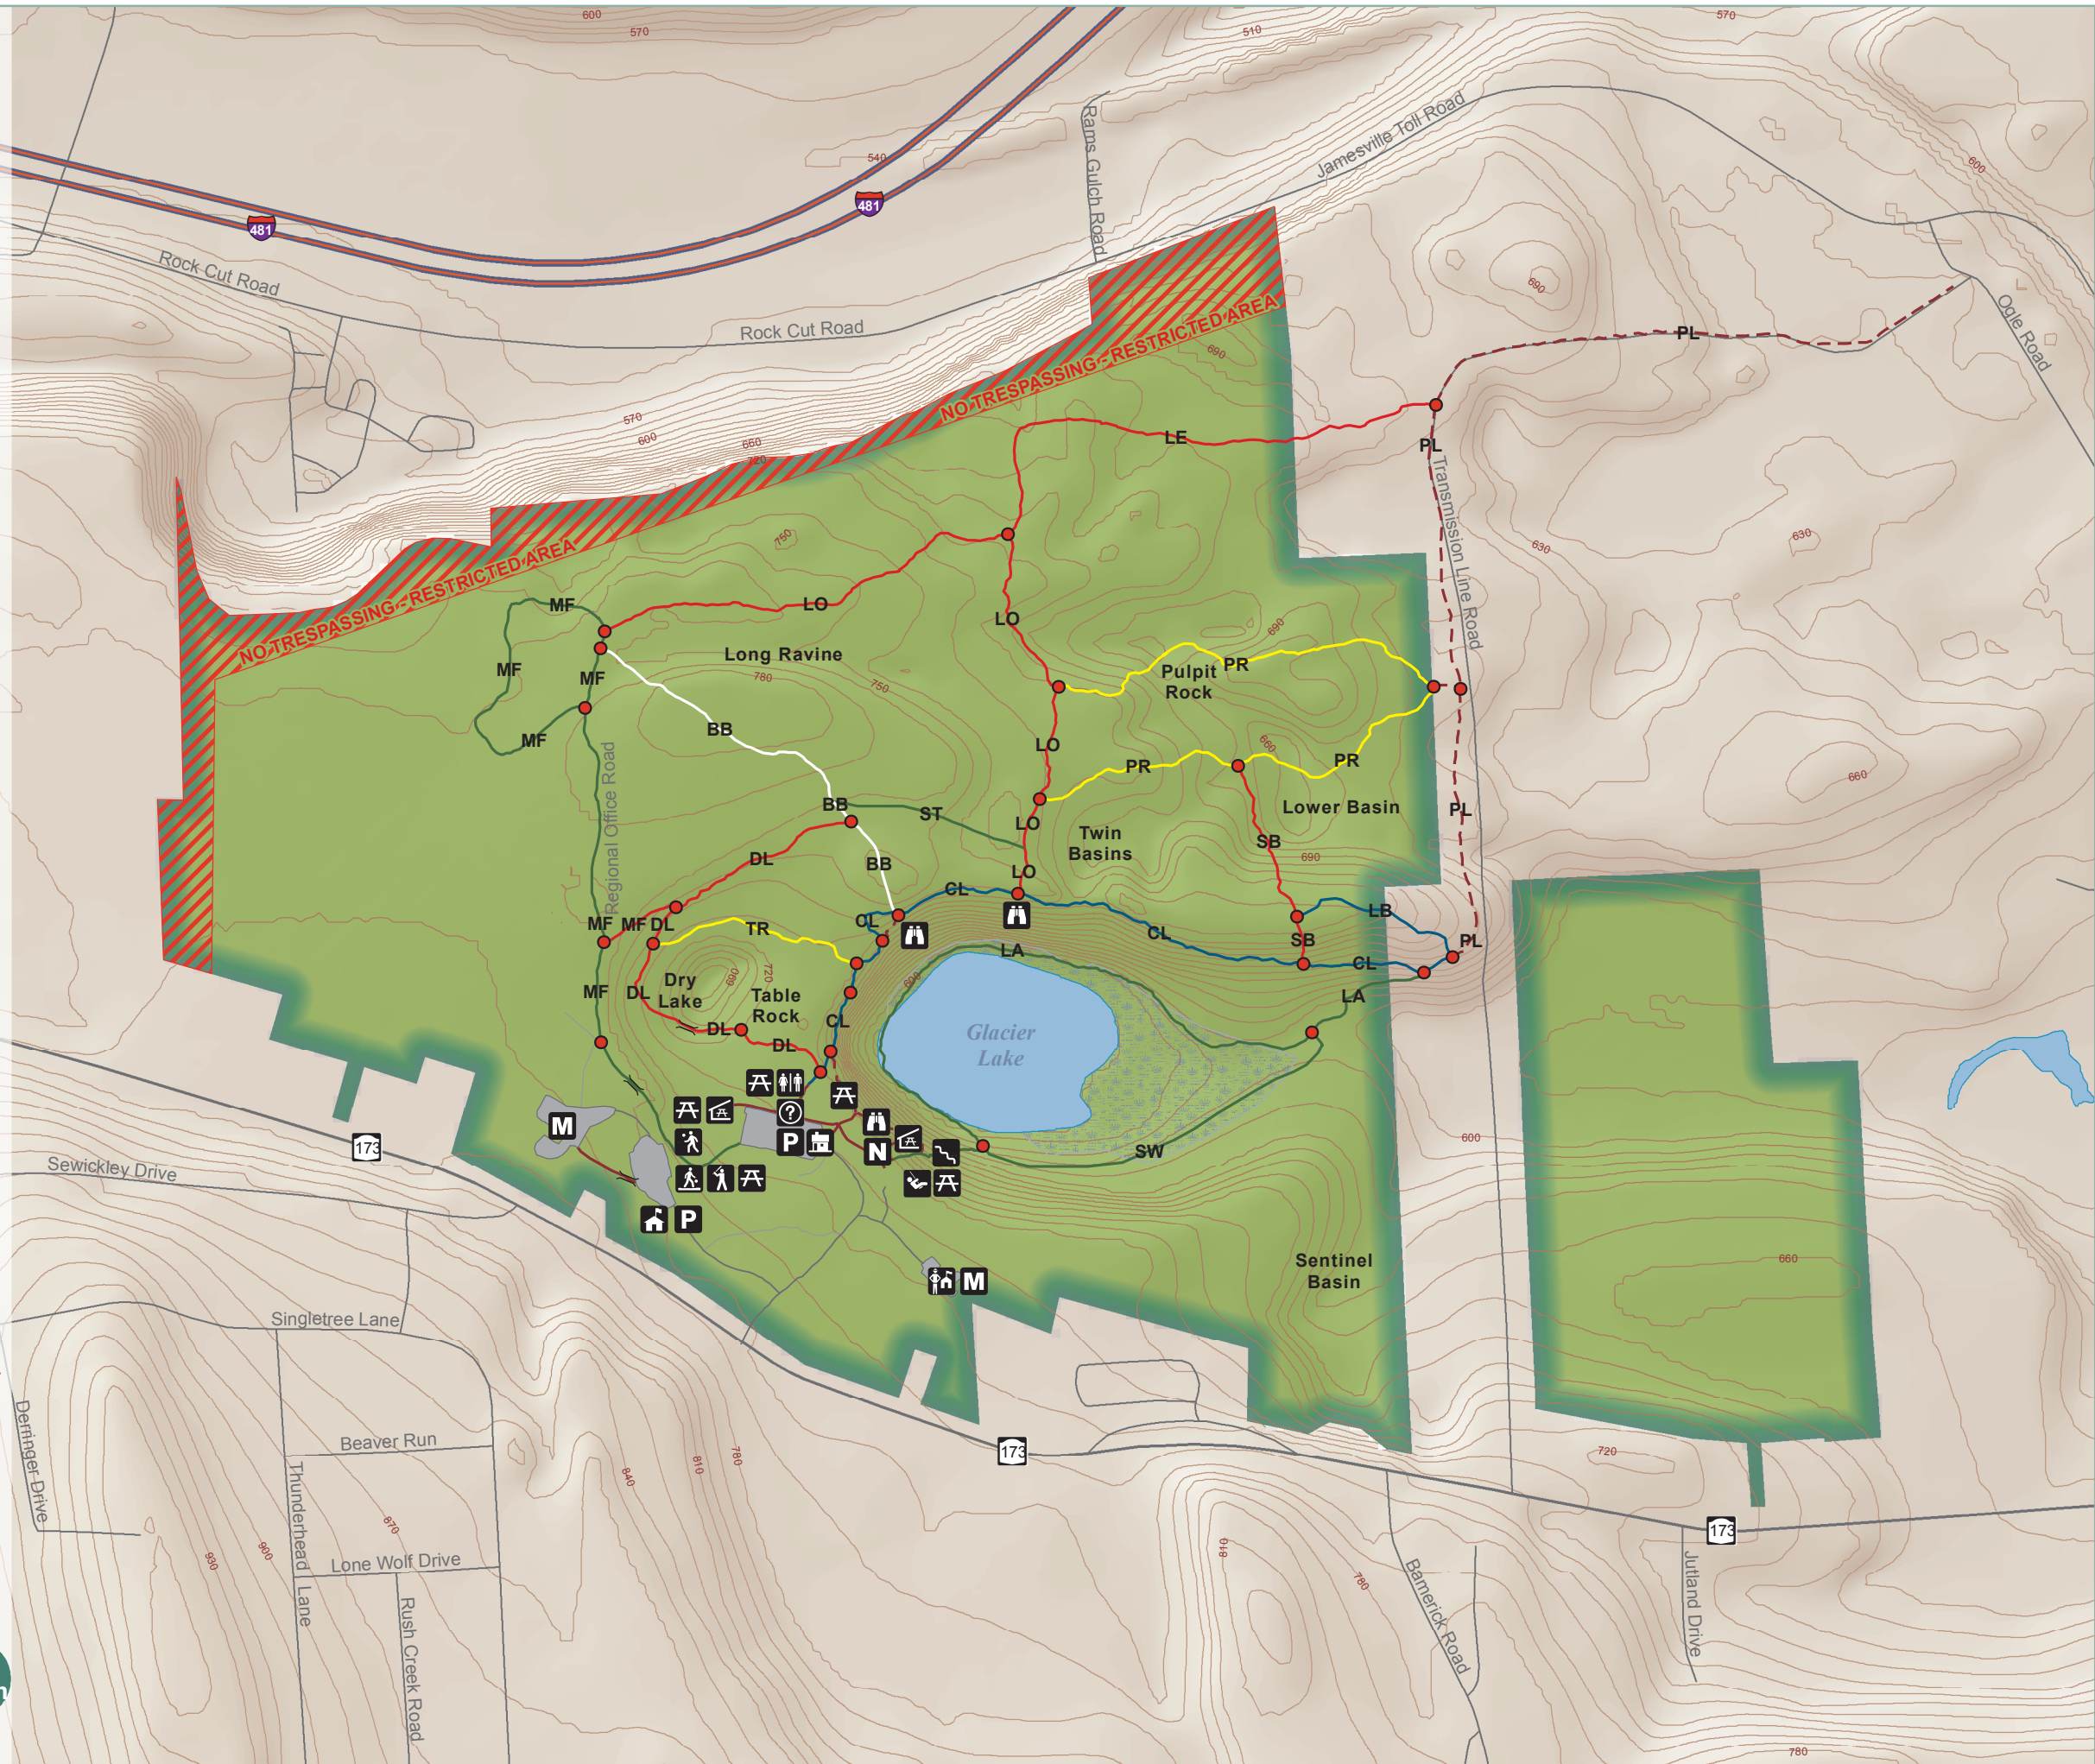 600
570
570
510
540
481
481
Rams Gulch Road
Jamesville Toll Road
600
Rock Cut Road
Rock Cut Road
690
Ogle Road
NO TRESPASSING - RESTRICTED AREA
690
PL
570
600
660
720
LE
PL
Transmission Line Road
750
630
630
NO TRESPASSING - RESTRICTED AREA
MF
LO
LO
690
Long Ravine
MF
MF
780
750
PR
Pulpit
Rock
BB
MF
LO
660
PR
PR
660
Regional Office Road
BB
ST
LO
Lower Basin
PL
Twin
Basins
SB
DL
BB
690
LO
CL
MF
MF
DL
TR
CL
CL
LB
SB
PL
LA
CL
690
720
600
MF
DL
Dry
Lake
Table
Rock
LA
CL
DL
DL
Glacier
Lake
M
?
P
N
SW
173
600
Sewickley Drive
P
Sentinel
Basin
660
M
Singletree Lane
Derringer Drive
Beaver Run
173
720
780
810
840
Thunderhead Lane
870
900
930
173
Lone Wolf Drive
810
780
Barnerick Road
Jutland Drive
Rush Creek Road
780